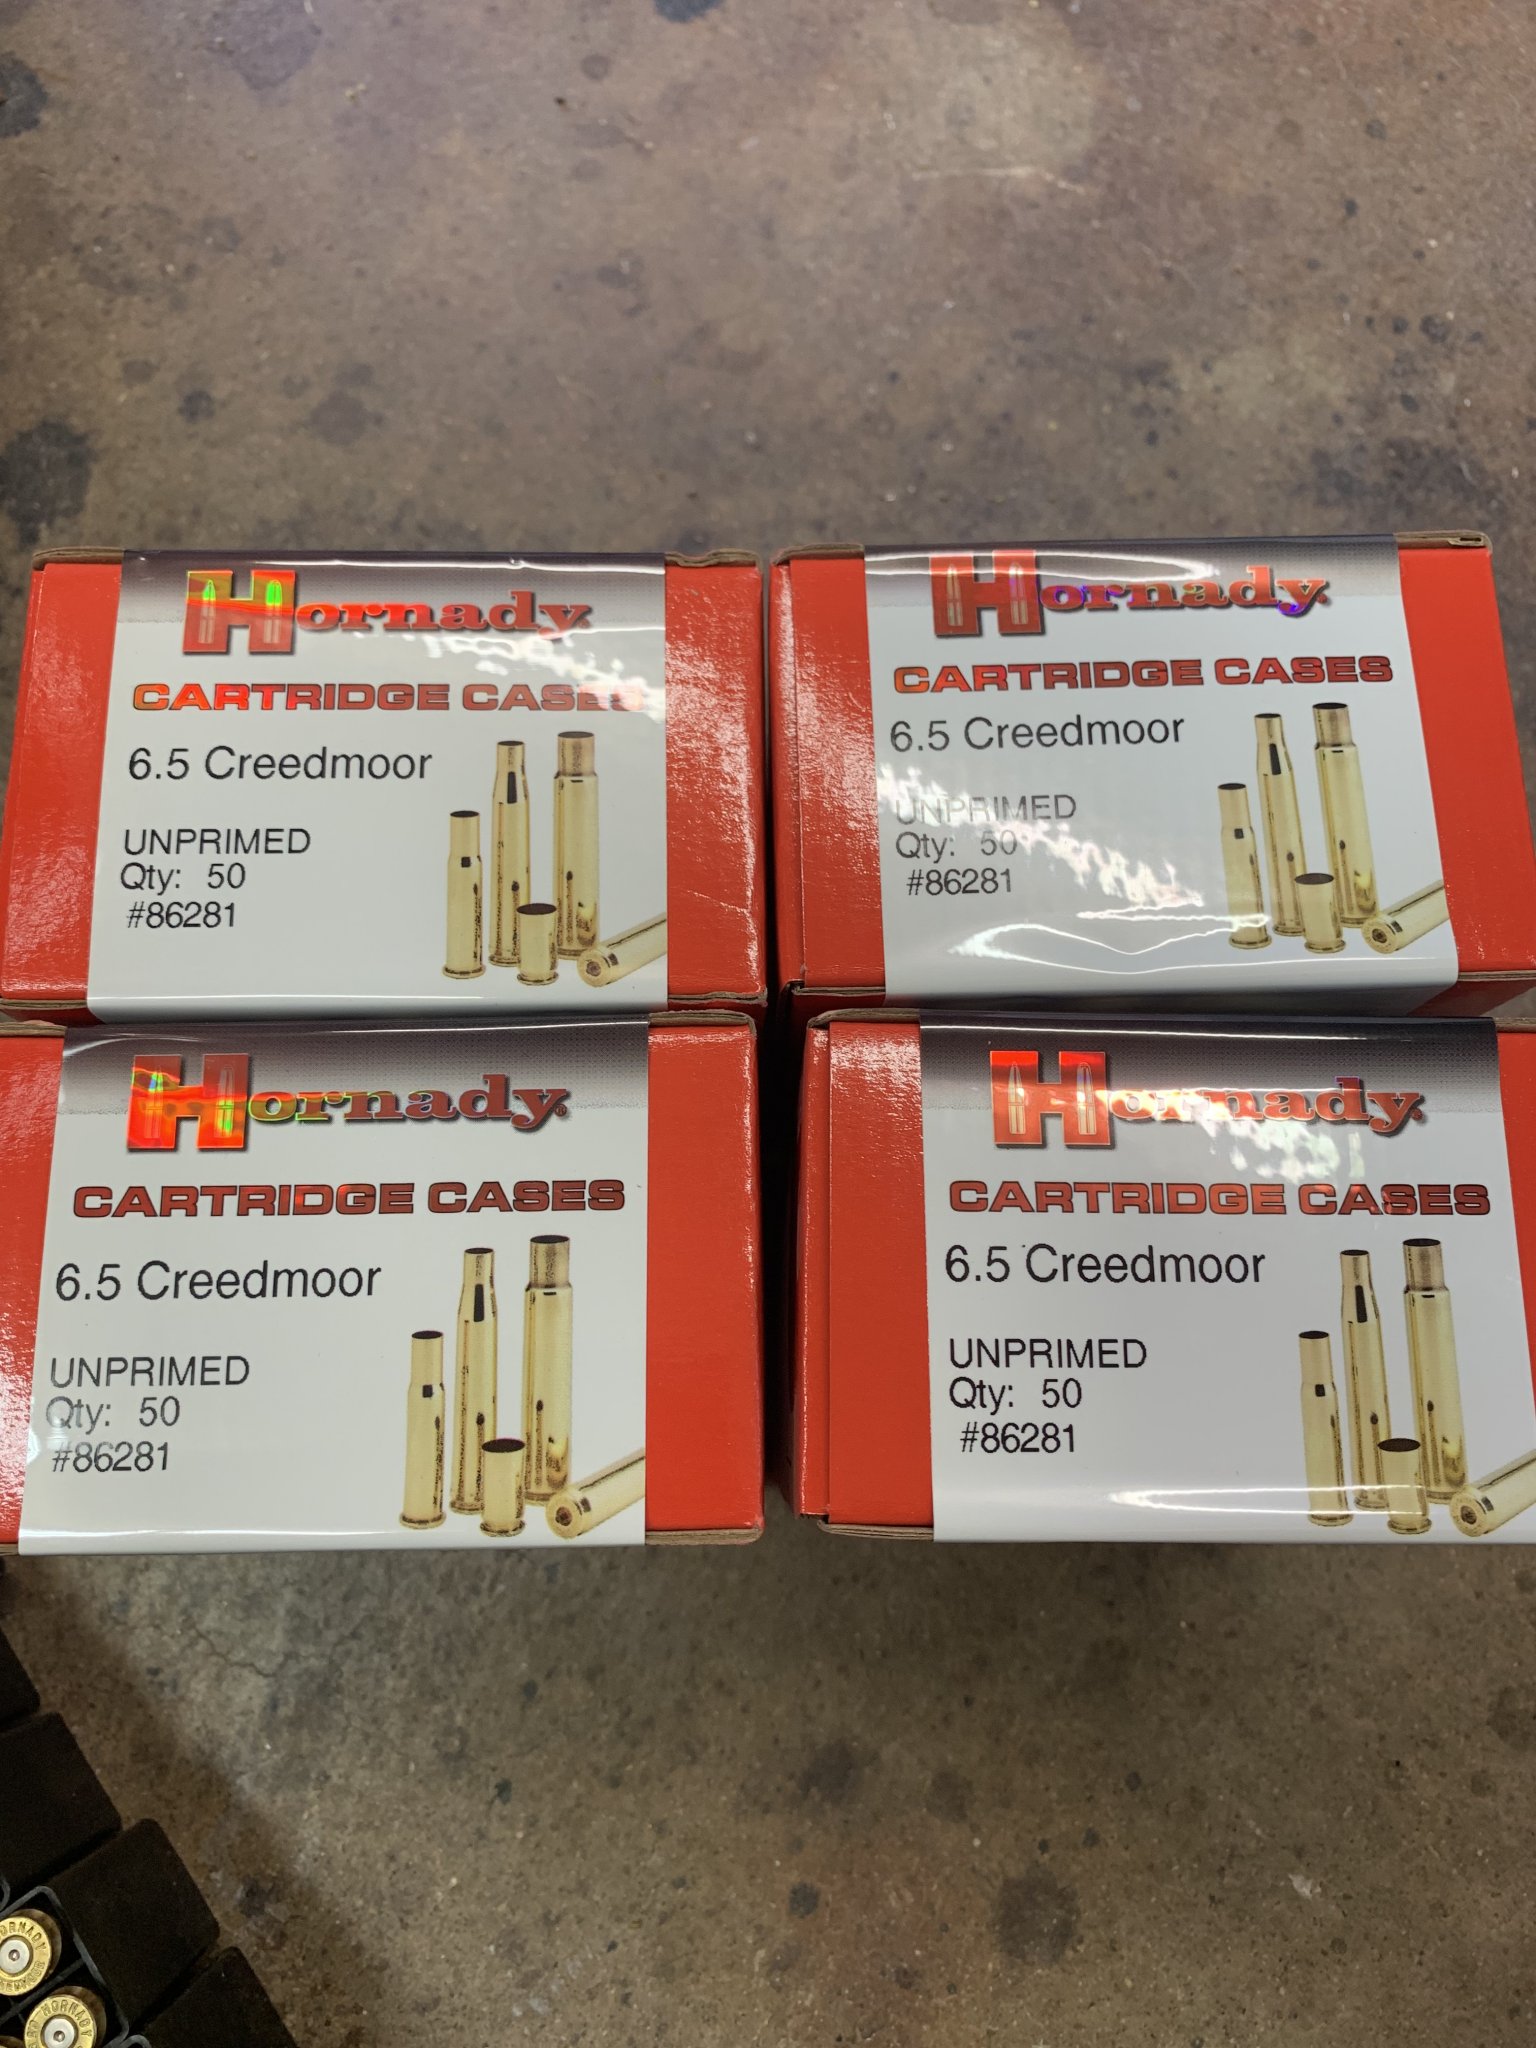 Hornady
CARTRIDGE CASES
6.5 Creedmoor
UNPRIMED
Qty: 50
#86281
Hornady
CARTRIDGE CASES
6.5 Creedmoor
UNPRIMED
Qty: 50
#86281
Hornady®
CARTRIDGE CASES
6.5 Creedmoor
UNPRIMED
Qty: 50
#86281
Hornady
CARTRIDGE CASES
6.5 Creedmoor
UNPRIMED
Qty: 50
#86281
HORNADY